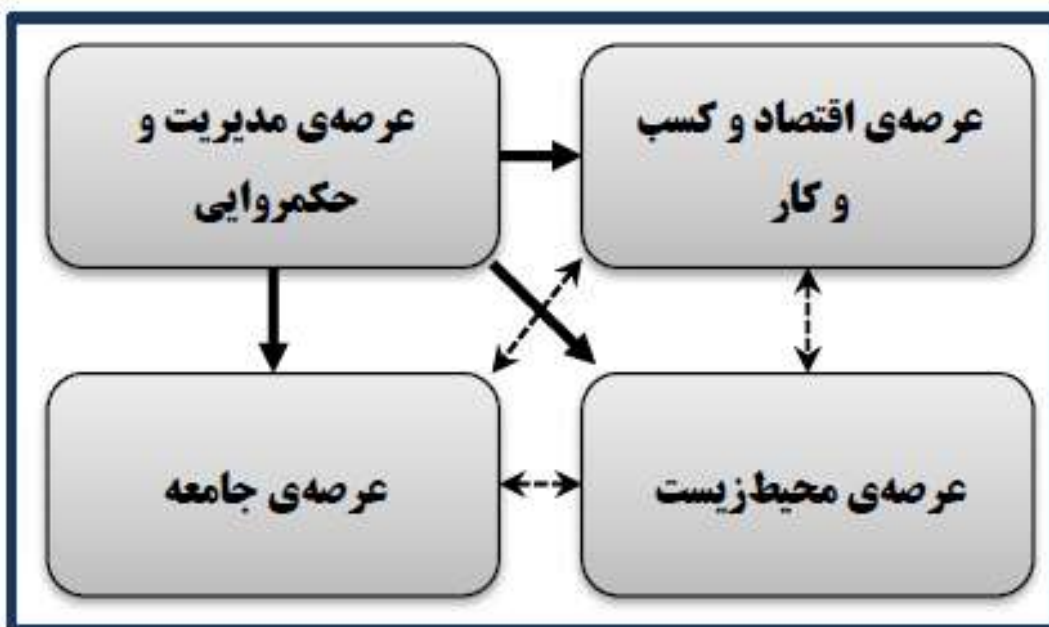 عرصه‌ی اقتصاد و کسب
و کار
عرصه‌ی مدیریت و
حکمروایی
عرصه‌ی محیط‌زیست
عرصه‌ی جامعه